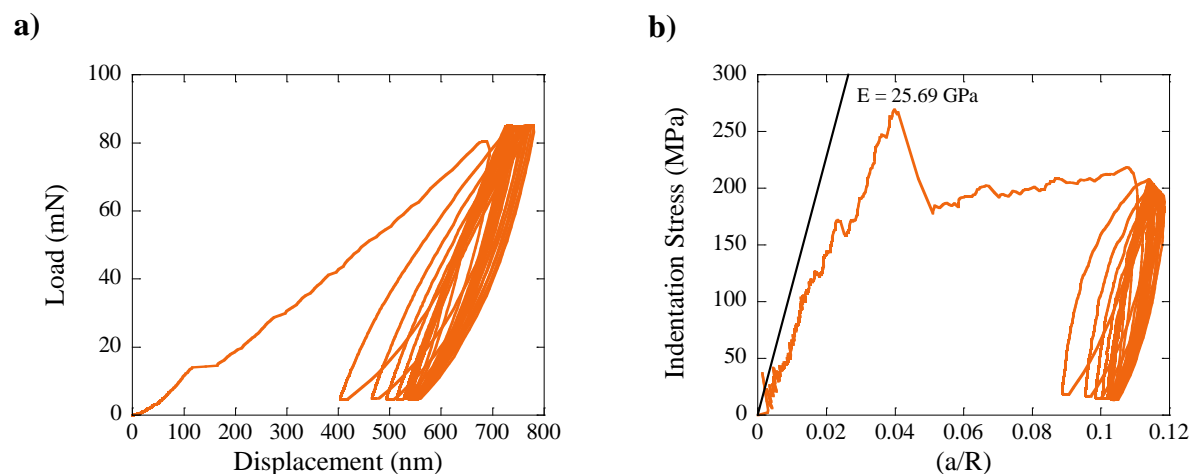 a)
100
80
60
40
20
0
Load (mN)
0 100 200 300 400 500 600 700 800
Displacement (nm)
b)
300
250
200
150
100
50
0
Indentation Stress (MPa)
E = 25.69 GPa
0 0.02 0.04 0.06 0.08 0.1 0.12
(a/R)